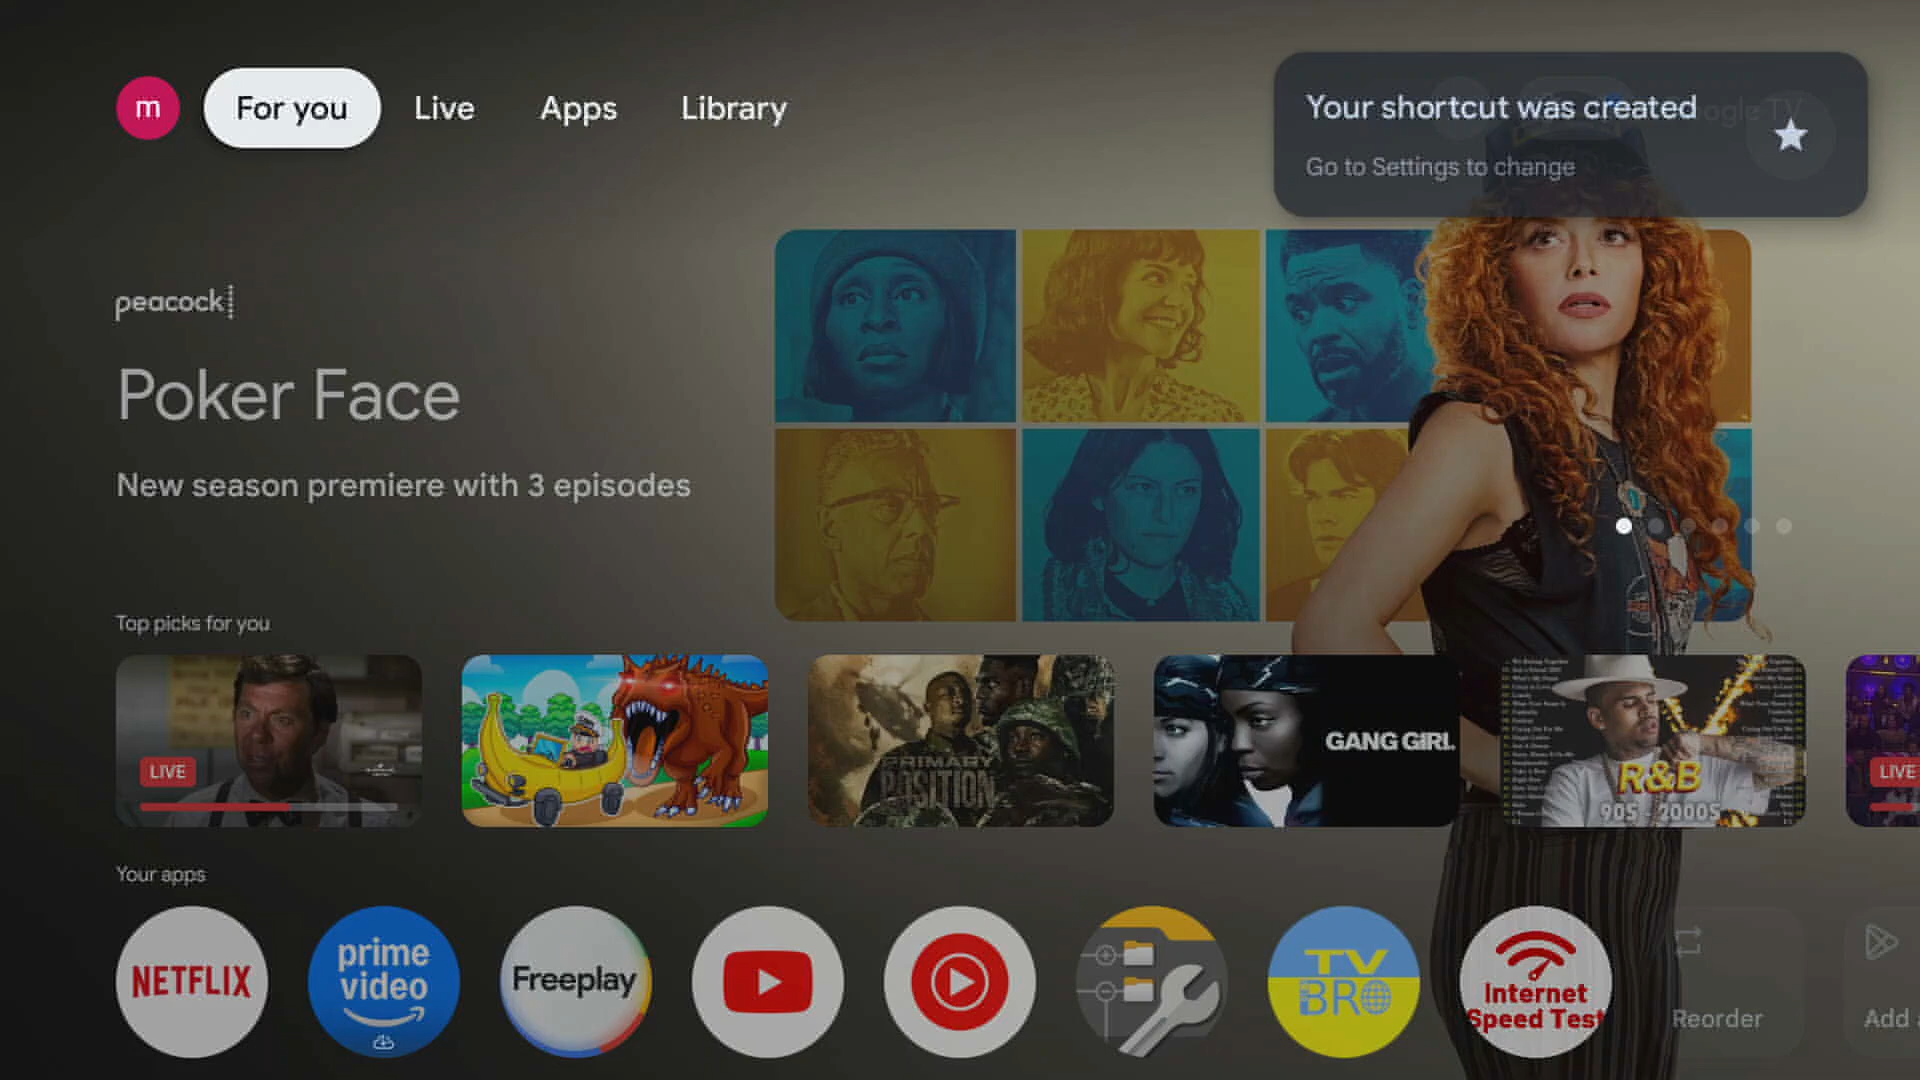 m
For you
Live
Apps
Library
Your shortcut was created
Go to Settings to change
peacock
Poker Face
New season premiere with 3 episodes
Top picks for you
LIVE
PRIMARY
POSITION
GANG GIRL
R&B
90S - 2000S
LIVE
Your apps
NETFLIX
prime
video
Freeplay
TV
BRO
Internet
Speed Test
Reorder
Add a